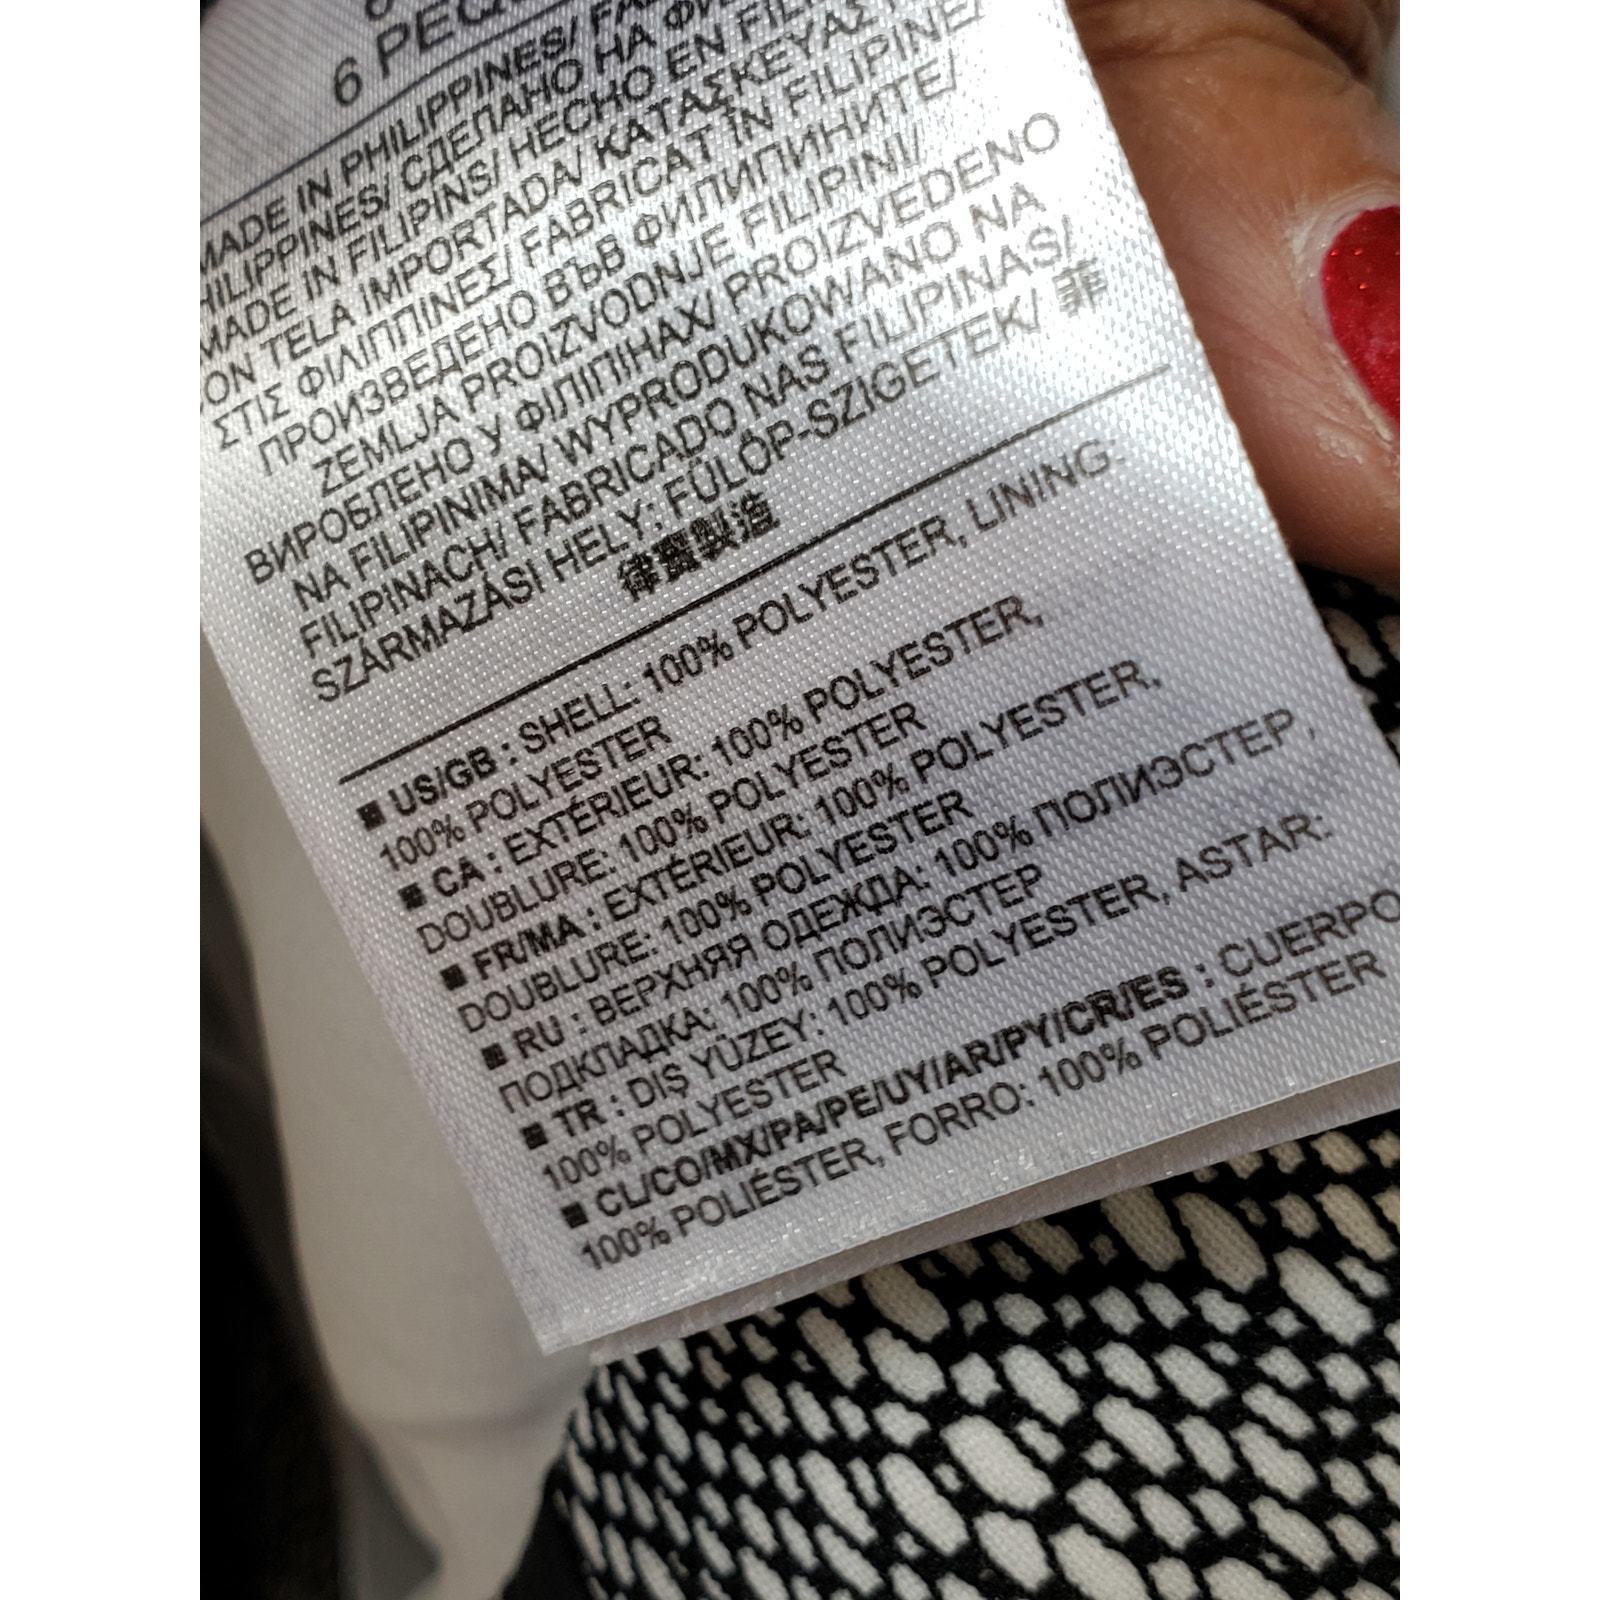 6 PEQ
MADE IN PHILIPPINES/
HILIPPINES/ СДЕЛАНО НА
MADE IN FILIPINS/ HECHO EN
ON TELA IMPORTADA/ ΚΑΤΑΣΚΕΥΑΣ
ΣΤΙΣ ΦΙΛΙΠΠΙΝΕΣ/ FABRICAT ÎN FILIPINE/
ПРОИЗВЕДЕНО ВЪВ ФИЛИПИНИТЕ/
ZEMLJA PROIZVODNJE FILIPINI/
ВИРОБЛЕНО У ФІЛІПІНАХ/ PROIZVEDENO
NA FILIPINIMA/ WYPRODUKOWANO NA
FILIPINACH/ FABRICADO NAS FILIPINAS/
SZÁRMAZÁSI HELY: FÜLÖP-SZIGETEK/ 菲
律賓製造
■ US/GB : SHELL: 100% POLYESTER, LINING:
100% POLYESTER
■ CA : EXTÉRIEUR: 100% POLYESTER,
DOUBLURE: 100% POLYESTER
■ FR/MA : EXTÉRIEUR: 100% POLYESTER,
DOUBLURE: 100% POLYESTER
■ RU : ВЕРХНЯЯ ОДЕЖДА: 100% ПОЛИЭСТЕР,
ПОДКЛАДКА: 100% ПОЛИЭСТЕР
■ TR : DIŞ YÜZEY: 100% POLYESTER, ASTAR:
100% POLYESTER
■ CL/CO/MX/PA/PE/UY/AR/PY/CR/ES : CUERPO
100% POLIÉSTER, FORRO: 100% POLIÉSTER